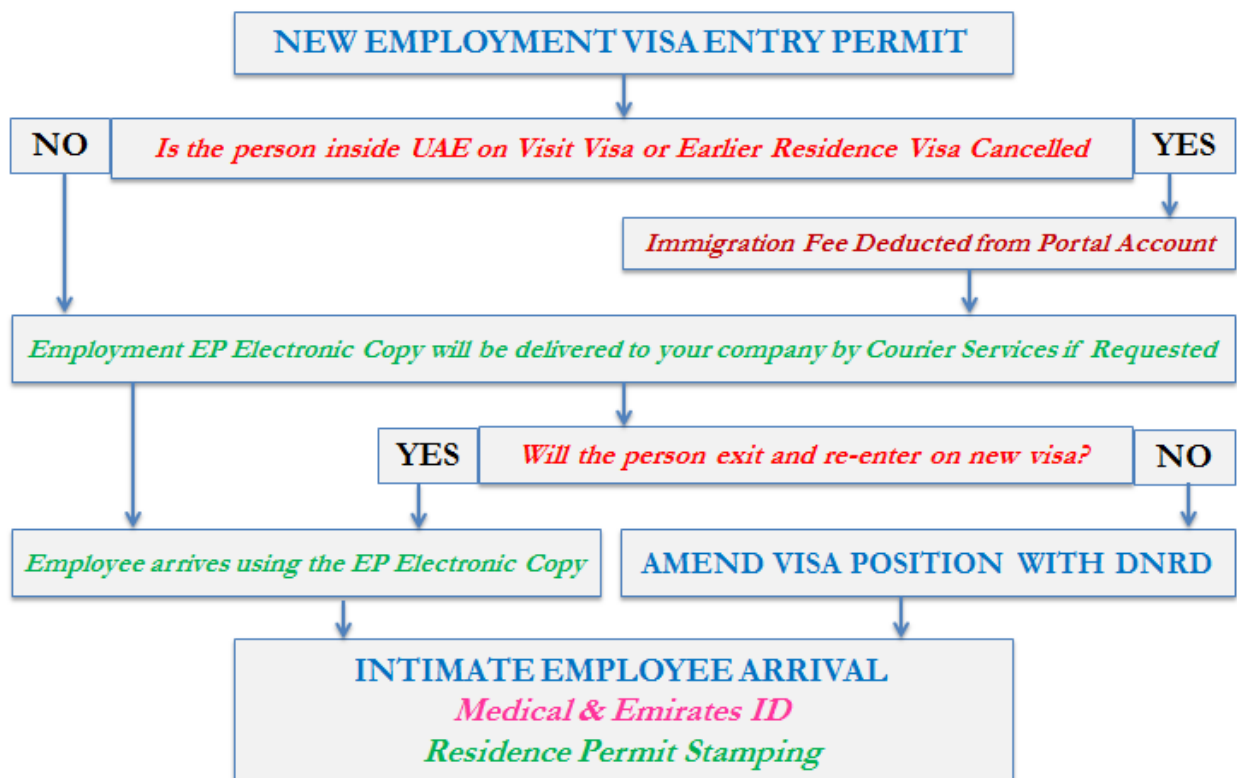 NEW EMPLOYMENT VISA ENTRY PERMIT
NO
Is the person inside UAE on Visit Visa or Earlier Residence Visa Cancelled
YES
Immigration Fee Deducted from Portal Account
Employment EP Electronic Copy will be delivered to your company by Courier Services if Requested
YES
Will the person exit and re-enter on new visa?
NO
Employee arrives using the EP Electronic Copy
AMEND VISA POSITION WITH DNRD
INTIMATE EMPLOYEE ARRIVAL
Medical & Emirates ID
Residence Permit Stamping